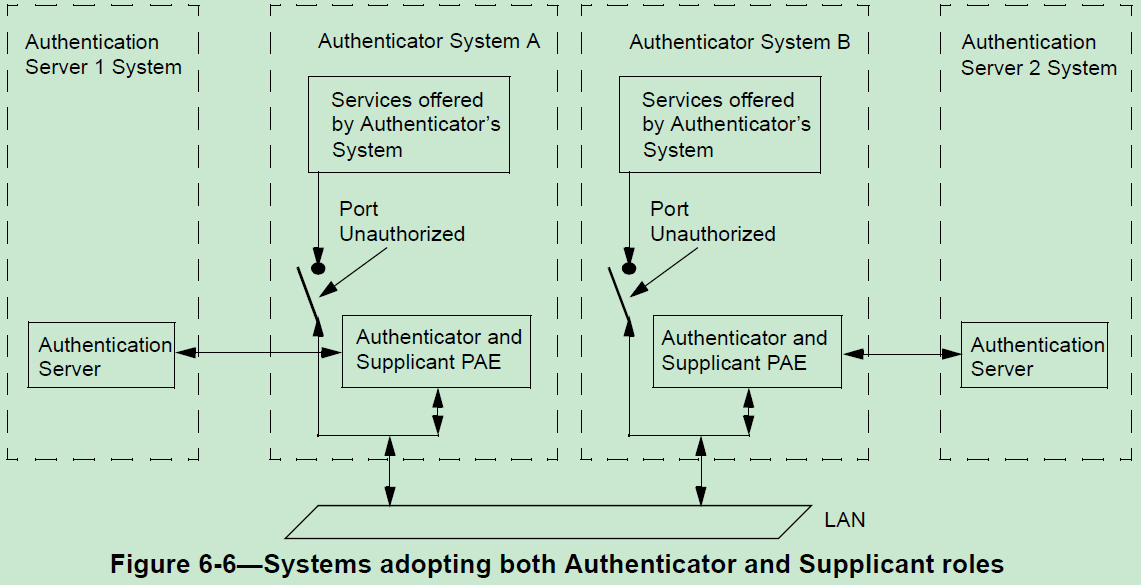 Authentication
Server 1 System
Authenticator System A
Services offered
by Authenticator’s
System
Port
Unauthorized
Authentication
Server
Authenticator and
Supplicant PAE
Authenticator System B
Services offered
by Authenticator’s
System
Port
Unauthorized
Authenticator and
Supplicant PAE
Authentication
Server 2 System
Authentication
Server
LAN
Figure 6-6—Systems adopting both Authenticator and Supplicant roles